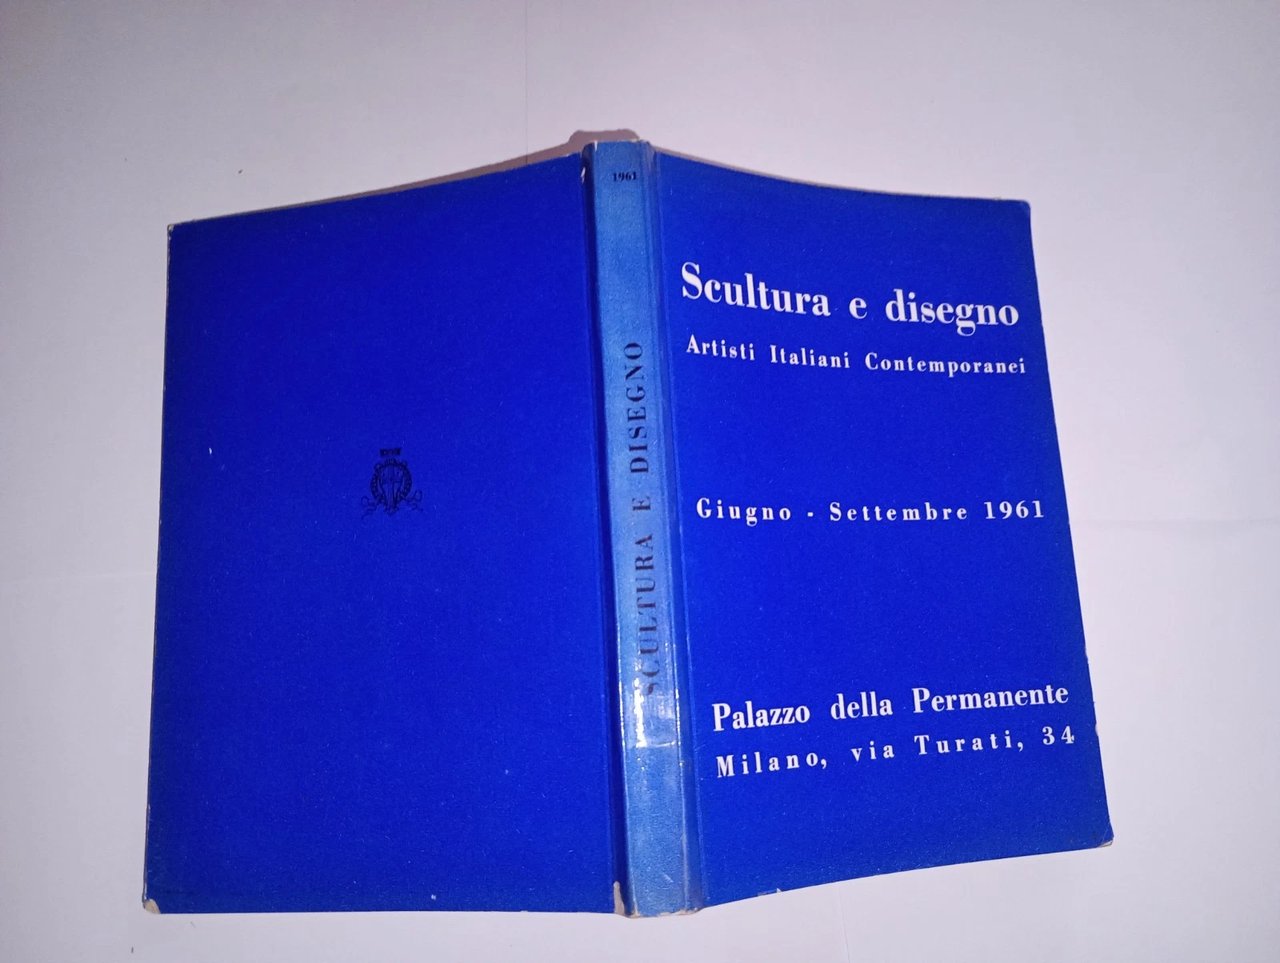 1961
SCULTURA E DISEGNO
Scultura e disegno
Artisti Italiani Contemporanei
Giugno - Settembre 1961
Palazzo della Permanente
Milano, via Turati, 34